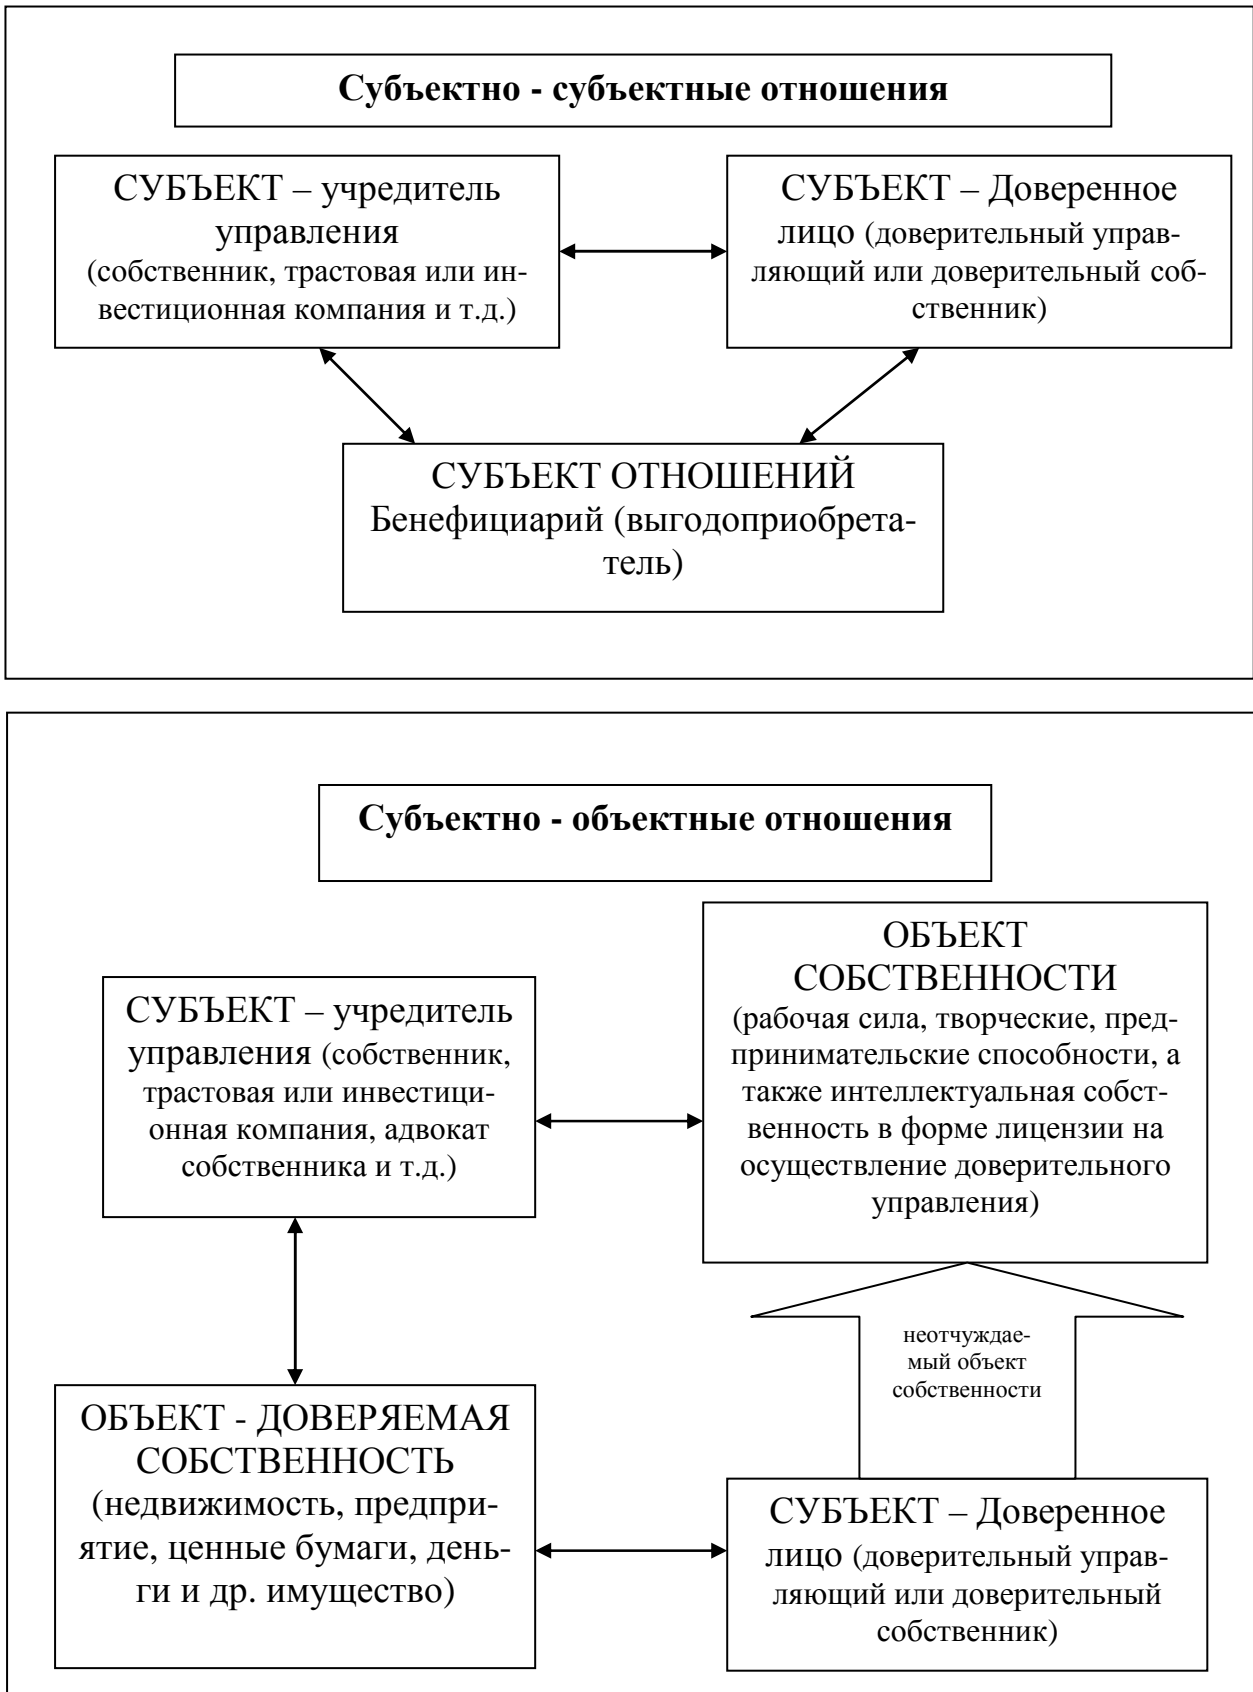 Субъектно - субъектные отношения
СУБЪЕКТ – учредитель
управления
(собственник, трастовая или ин-
вестиционная компания и т.д.)
СУБЪЕКТ – Доверенное
лицо (доверительный управ-
ляющий или доверительный соб-
ственник)
СУБЪЕКТ ОТНОШЕНИЙ
Бенефициарий (выгодоприобрета-
тель)
Субъектно - объектные отношения
СУБЪЕКТ – учредитель
управления (собственник,
трастовая или инвестици-
онная компания, адвокат
собственника и т.д.)
ОБЪЕКТ
СОБСТВЕННОСТИ
(рабочая сила, творческие, пред-
принимательские способности, а
также интеллектуальная собст-
венность в форме лицензии на
осуществление доверительного
управления)
неотчуждае-
мый объект
собственности
ОБЪЕКТ - ДОВЕРЯЕМАЯ
СОБСТВЕННОСТЬ
(недвижимость, предпри-
ятие, ценные бумаги, день-
ги и др. имущество)
СУБЪЕКТ – Доверенное
лицо (доверительный управ-
ляющий или доверительный
собственник)